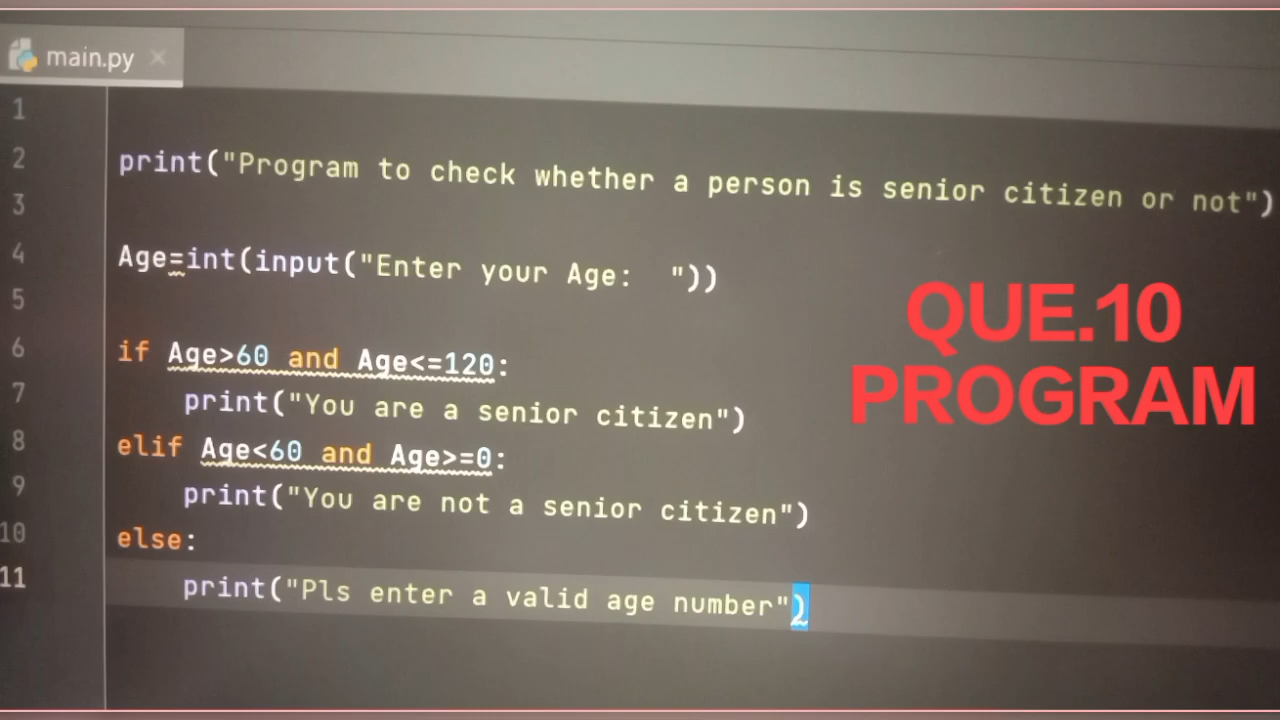 main.py
1
2 print("Program to check whether a person is senior citizen or not")
3
4 Age=int(input("Enter your Age:  "))
5
6 if Age>60 and Age<=120:
7     print("You are a senior citizen")
8 elif Age<60 and Age>=0:
9     print("You are not a senior citizen")
10 else:
11     print("Pls enter a valid age number")
QUE.10
PROGRAM